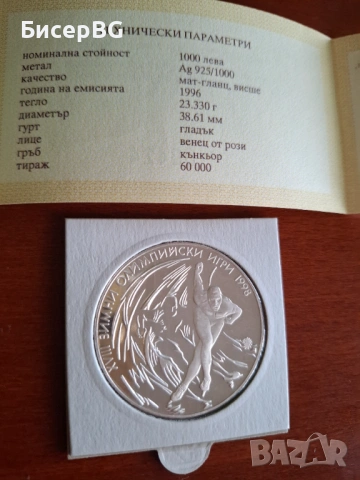 БисерBG
ТЕХНИЧЕСКИ ПАРАМЕТРИ
номинална стойност 1000 лева
метал Ag 925/1000
качество мат-гланц, висше
година на емисията 1996
тегло 23.330 г
диаметър 38.61 мм
гурт гладък
лице венец от рози
гръб кънкьор
тираж 60 000
XVIII ЗИМНИ ОЛИМПИЙСКИ ИГРИ 1998
BAZAR